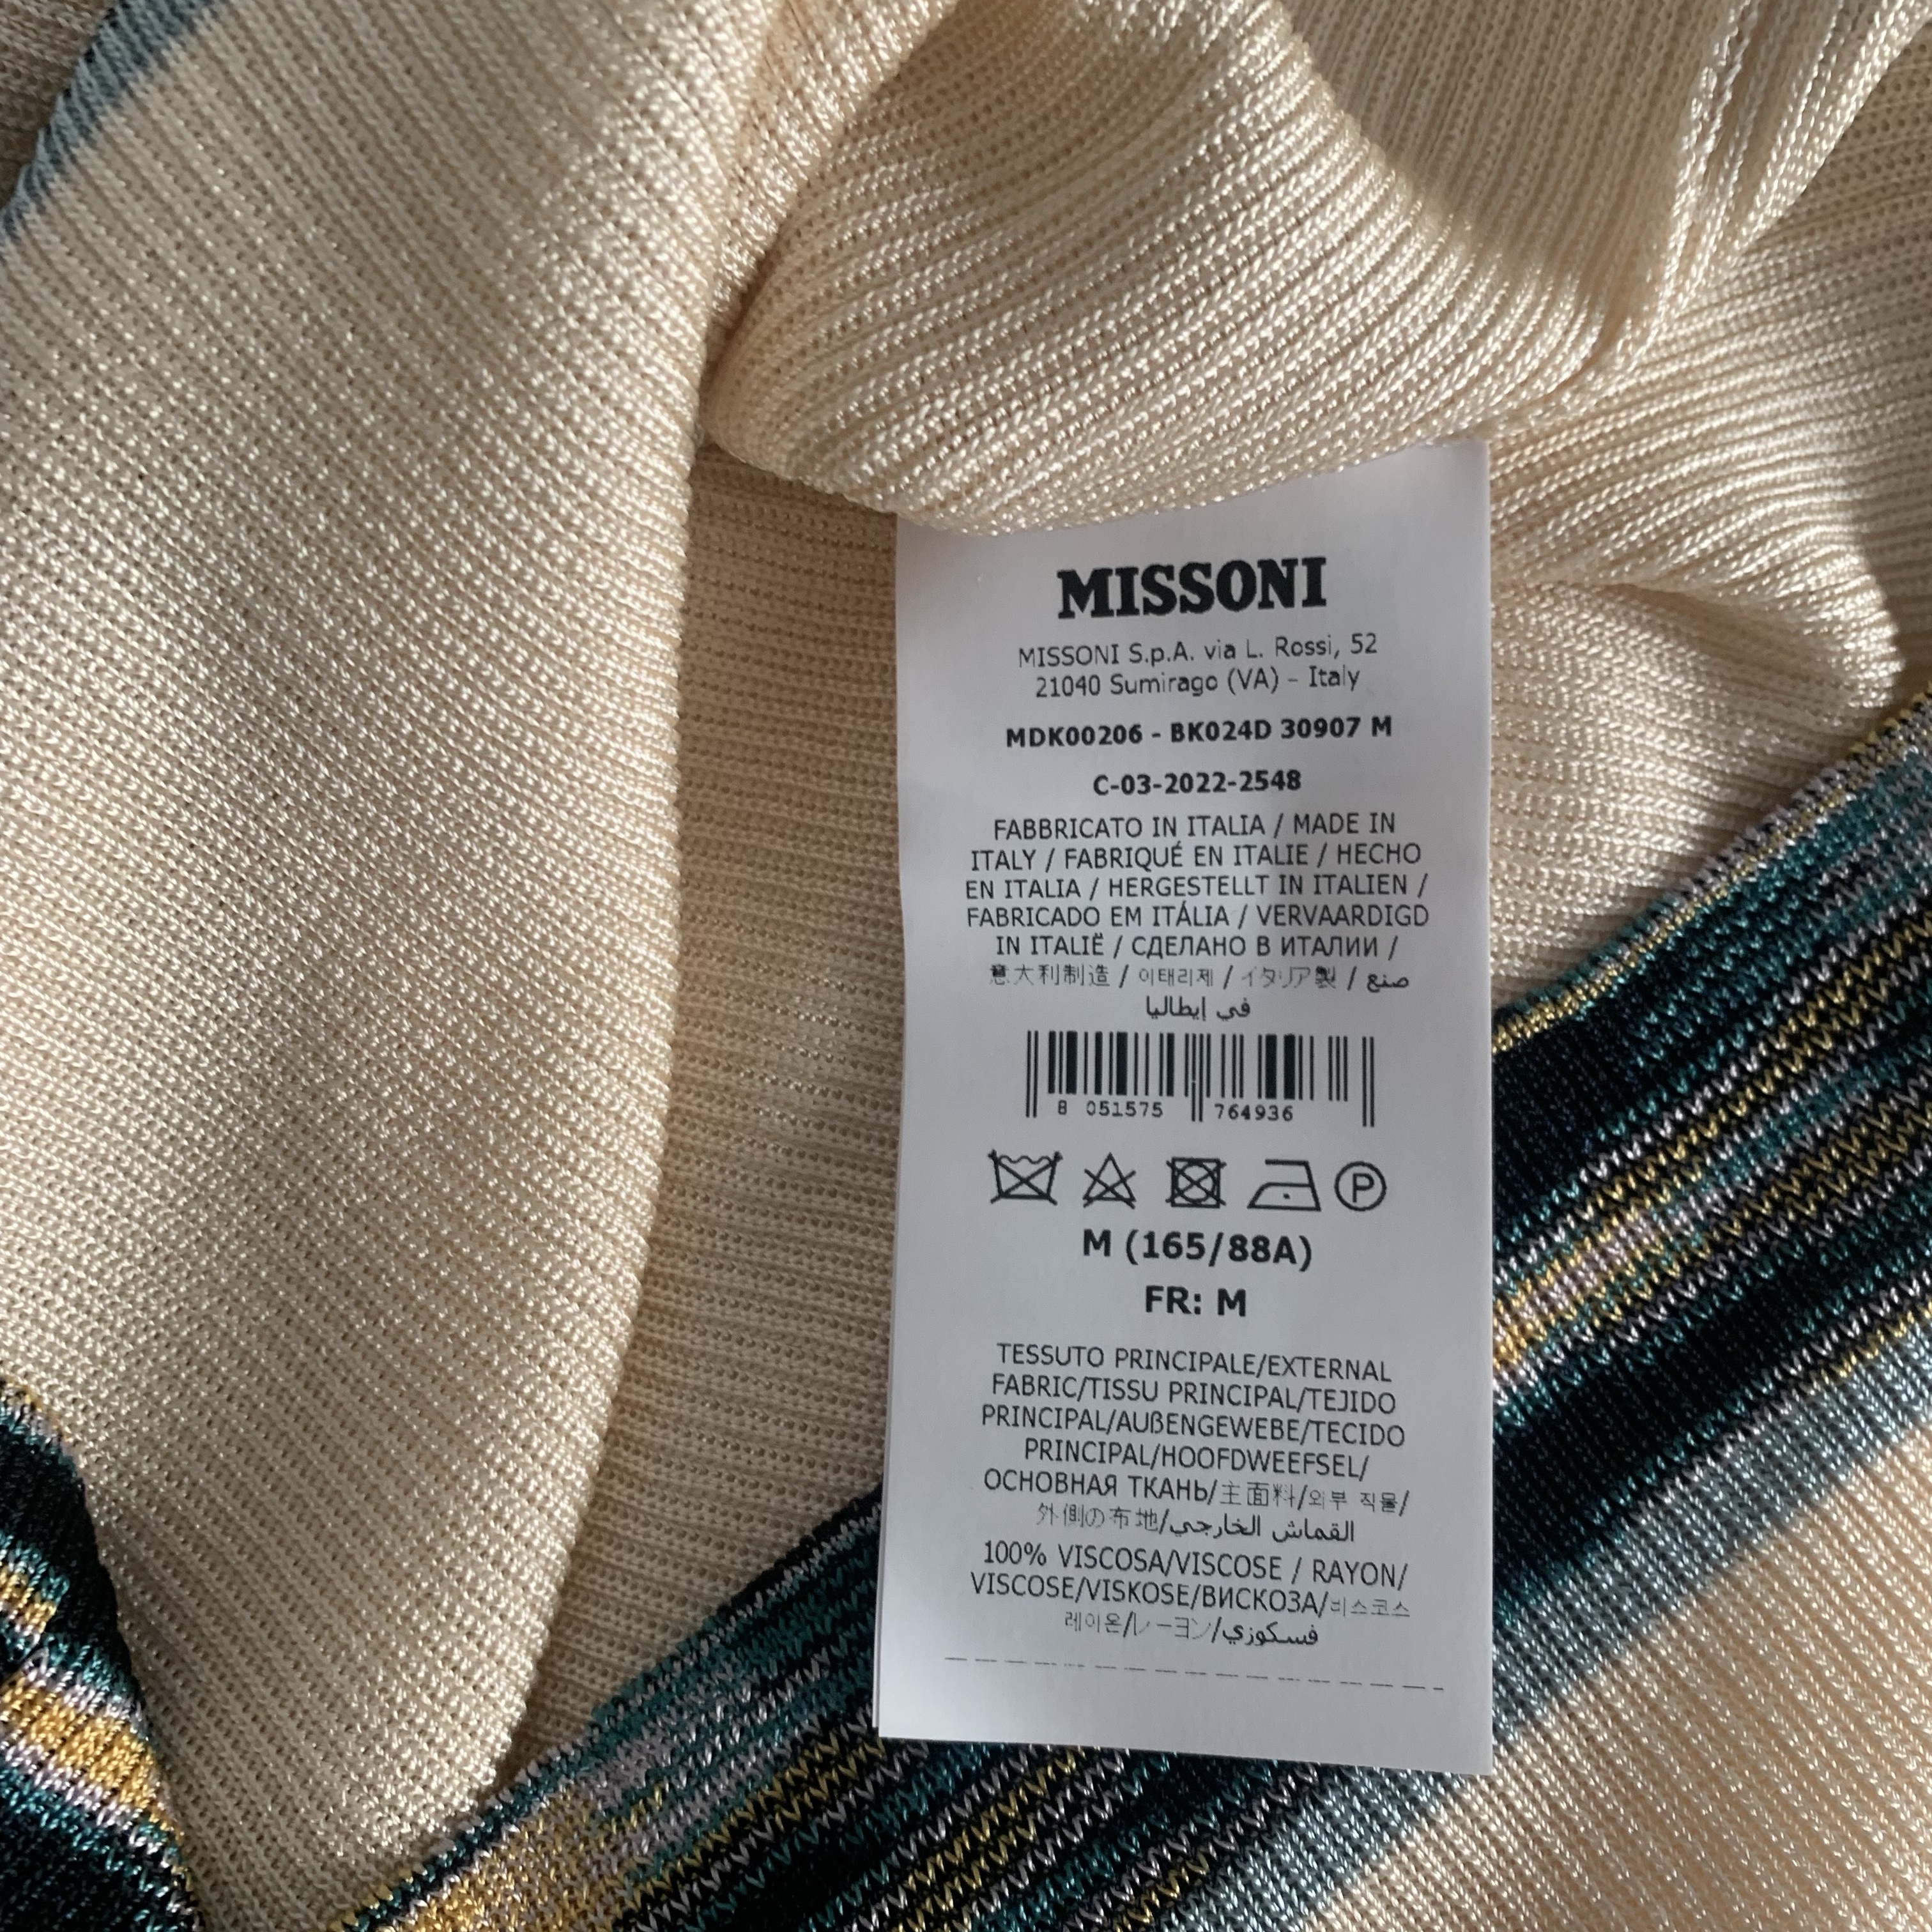 MISSONI
MISSONI S.p.A. via L. Rossi, 52
21040 Sumirago (VA) - Italy
MDK00206 - BK024D 30907 M
C-03-2022-2548
FABBRICATO IN ITALIA / MADE IN
ITALY / FABRIQUÉ EN ITALIE / HECHO
EN ITALIA / HERGESTELLT IN ITALIEN /
FABRICADO EM ITÁLIA / VERVAARDIGD
IN ITALIË / СДЕЛАНО В ИТАЛИИ /
意大利制造 / 이태리제 / イタリア製 / صنع
في إيطاليا
8 051575 764936
P
M (165/88A)
FR: M
TESSUTO PRINCIPALE/EXTERNAL
FABRIC/TISSU PRINCIPAL/TEJIDO
PRINCIPAL/AUßENGEWEBE/TECIDO
PRINCIPAL/HOOFDWEEFSEL/
ОСНОВНАЯ ТКАНЬ/主面料/외부 직물/
外側の布地/القماش الخارجي
100% VISCOSA/VISCOSE / RAYON/
VISCOSE/VISKOSE/ВИСКОЗА/비스코스
레이온/レーヨン/فسكوزي